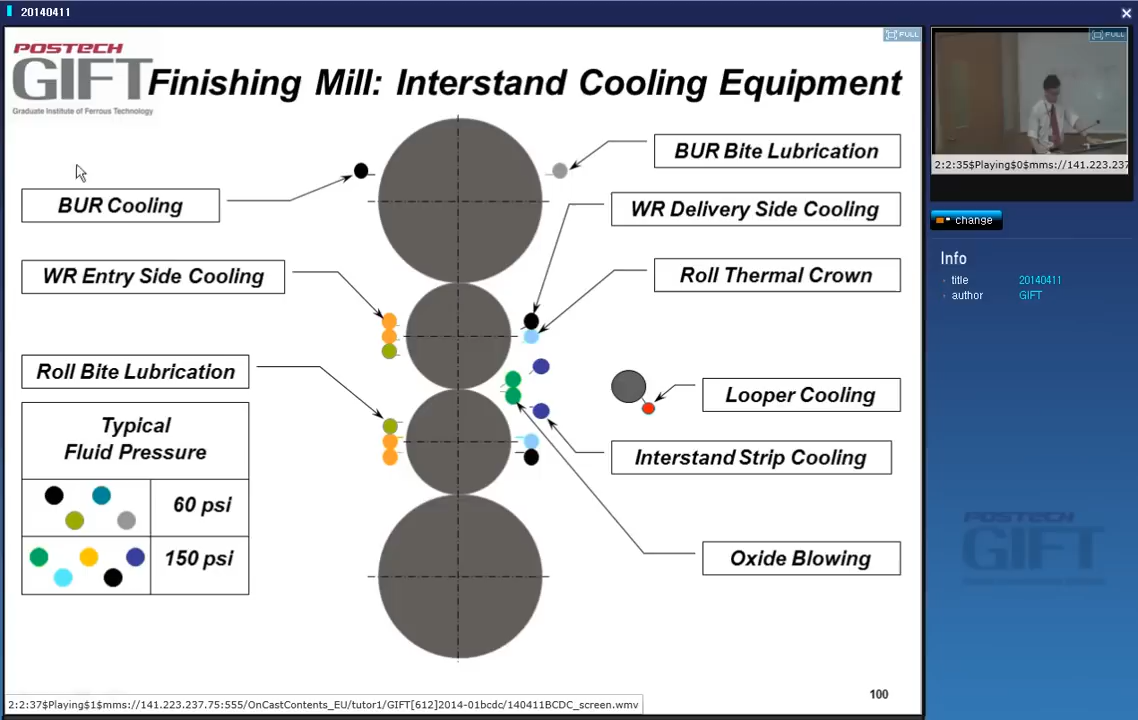 20140411
FULL
POSTECH
GIFT
Graduate Institute of Ferrous Technology
Finishing Mill: Interstand Cooling Equipment
BUR Bite Lubrication
BUR Cooling
WR Delivery Side Cooling
WR Entry Side Cooling
Roll Thermal Crown
Roll Bite Lubrication
Looper Cooling
Typical
Fluid Pressure
Interstand Strip Cooling
60 psi
150 psi
Oxide Blowing
100
2:2:37$Playing$1$mms://141.223.237.75:555/OnCastContents_EU/tutor1/GIFT[612]2014-01bcdc/140411BCDC_screen.wmv
FULL
2:2:35$Playing$0$mms://141.223.237
change
Info
title 20140411
author GIFT
POSTECH
GIFT